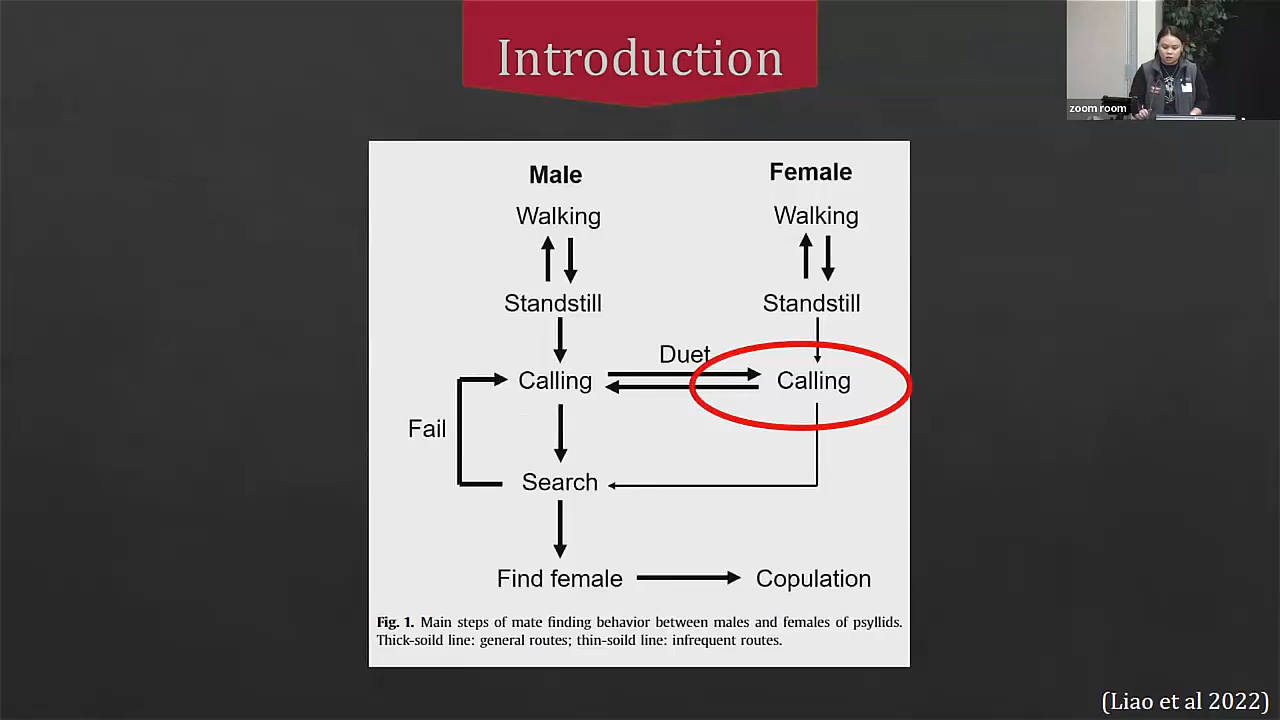 Introduction
zoom room
Male
Female
Walking
Walking
Standstill
Standstill
Duet
Calling
Calling
Fail
Search
Find female
Copulation
Fig. 1. Main steps of mate finding behavior between males and females of psyllids.
Thick-soild line: general routes; thin-soild line: infrequent routes.
(Liao et al 2022)